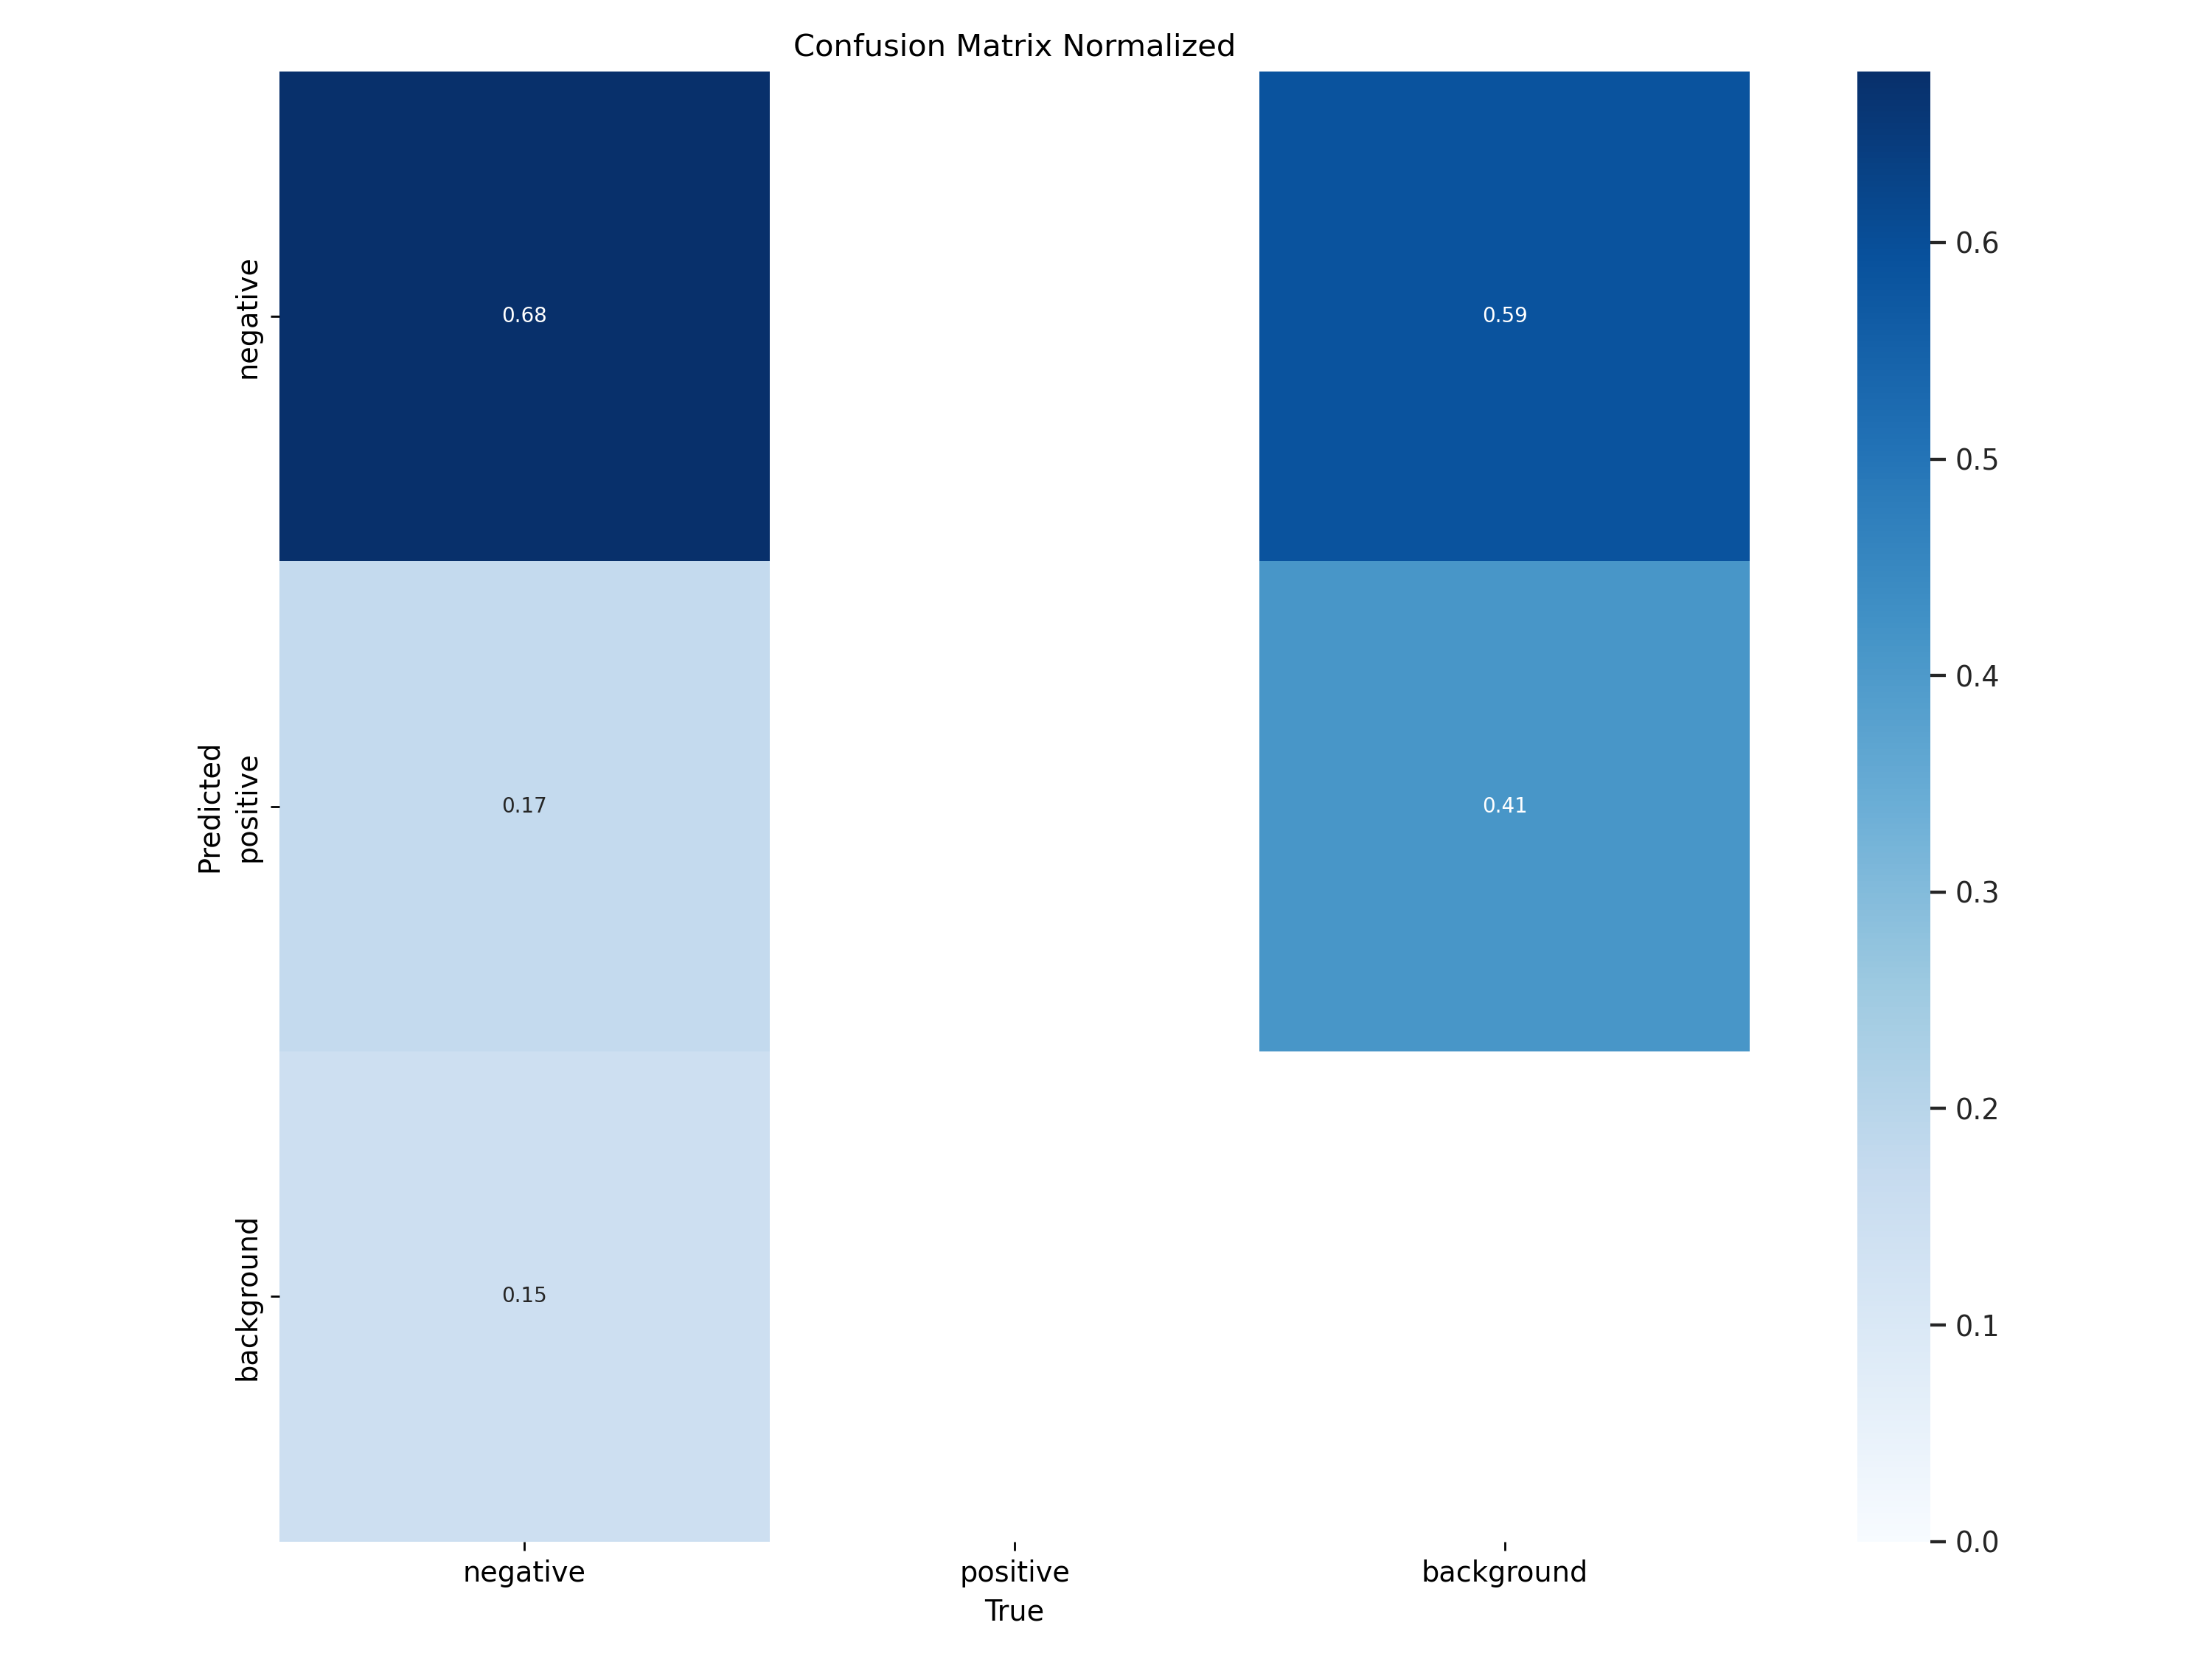 Confusion Matrix Normalized
negative
0.68
0.59
0.6
0.5
0.4
Predicted
positive
0.17
0.41
0.3
0.2
background
0.15
0.1
0.0
negative
positive
background
True